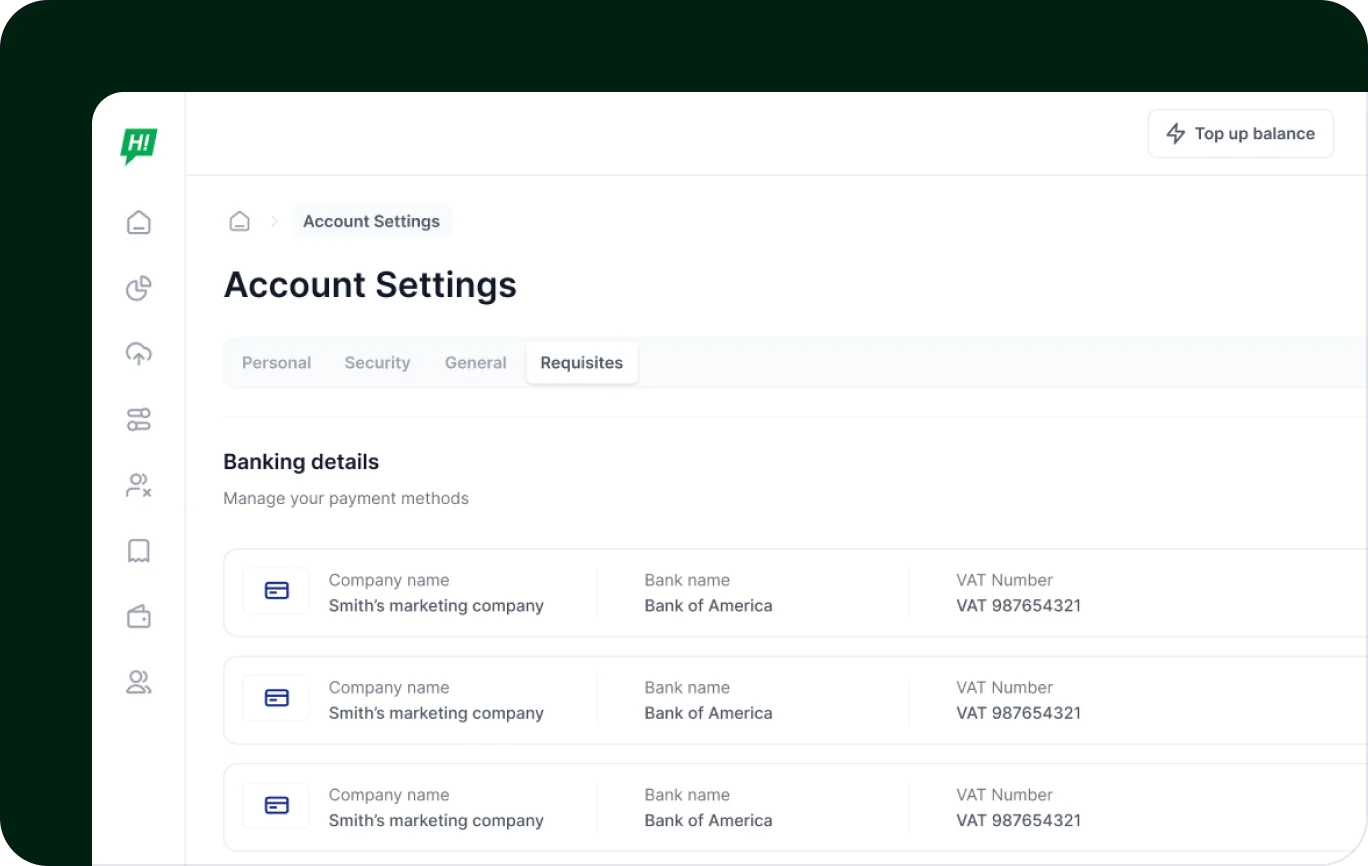 H!
Top up balance
Account Settings
Account Settings
Personal Security General Requisites
Banking details
Manage your payment methods
Company name Bank name VAT Number
Smith’s marketing company Bank of America VAT 987654321
Company name Bank name VAT Number
Smith’s marketing company Bank of America VAT 987654321
Company name Bank name VAT Number
Smith’s marketing company Bank of America VAT 987654321